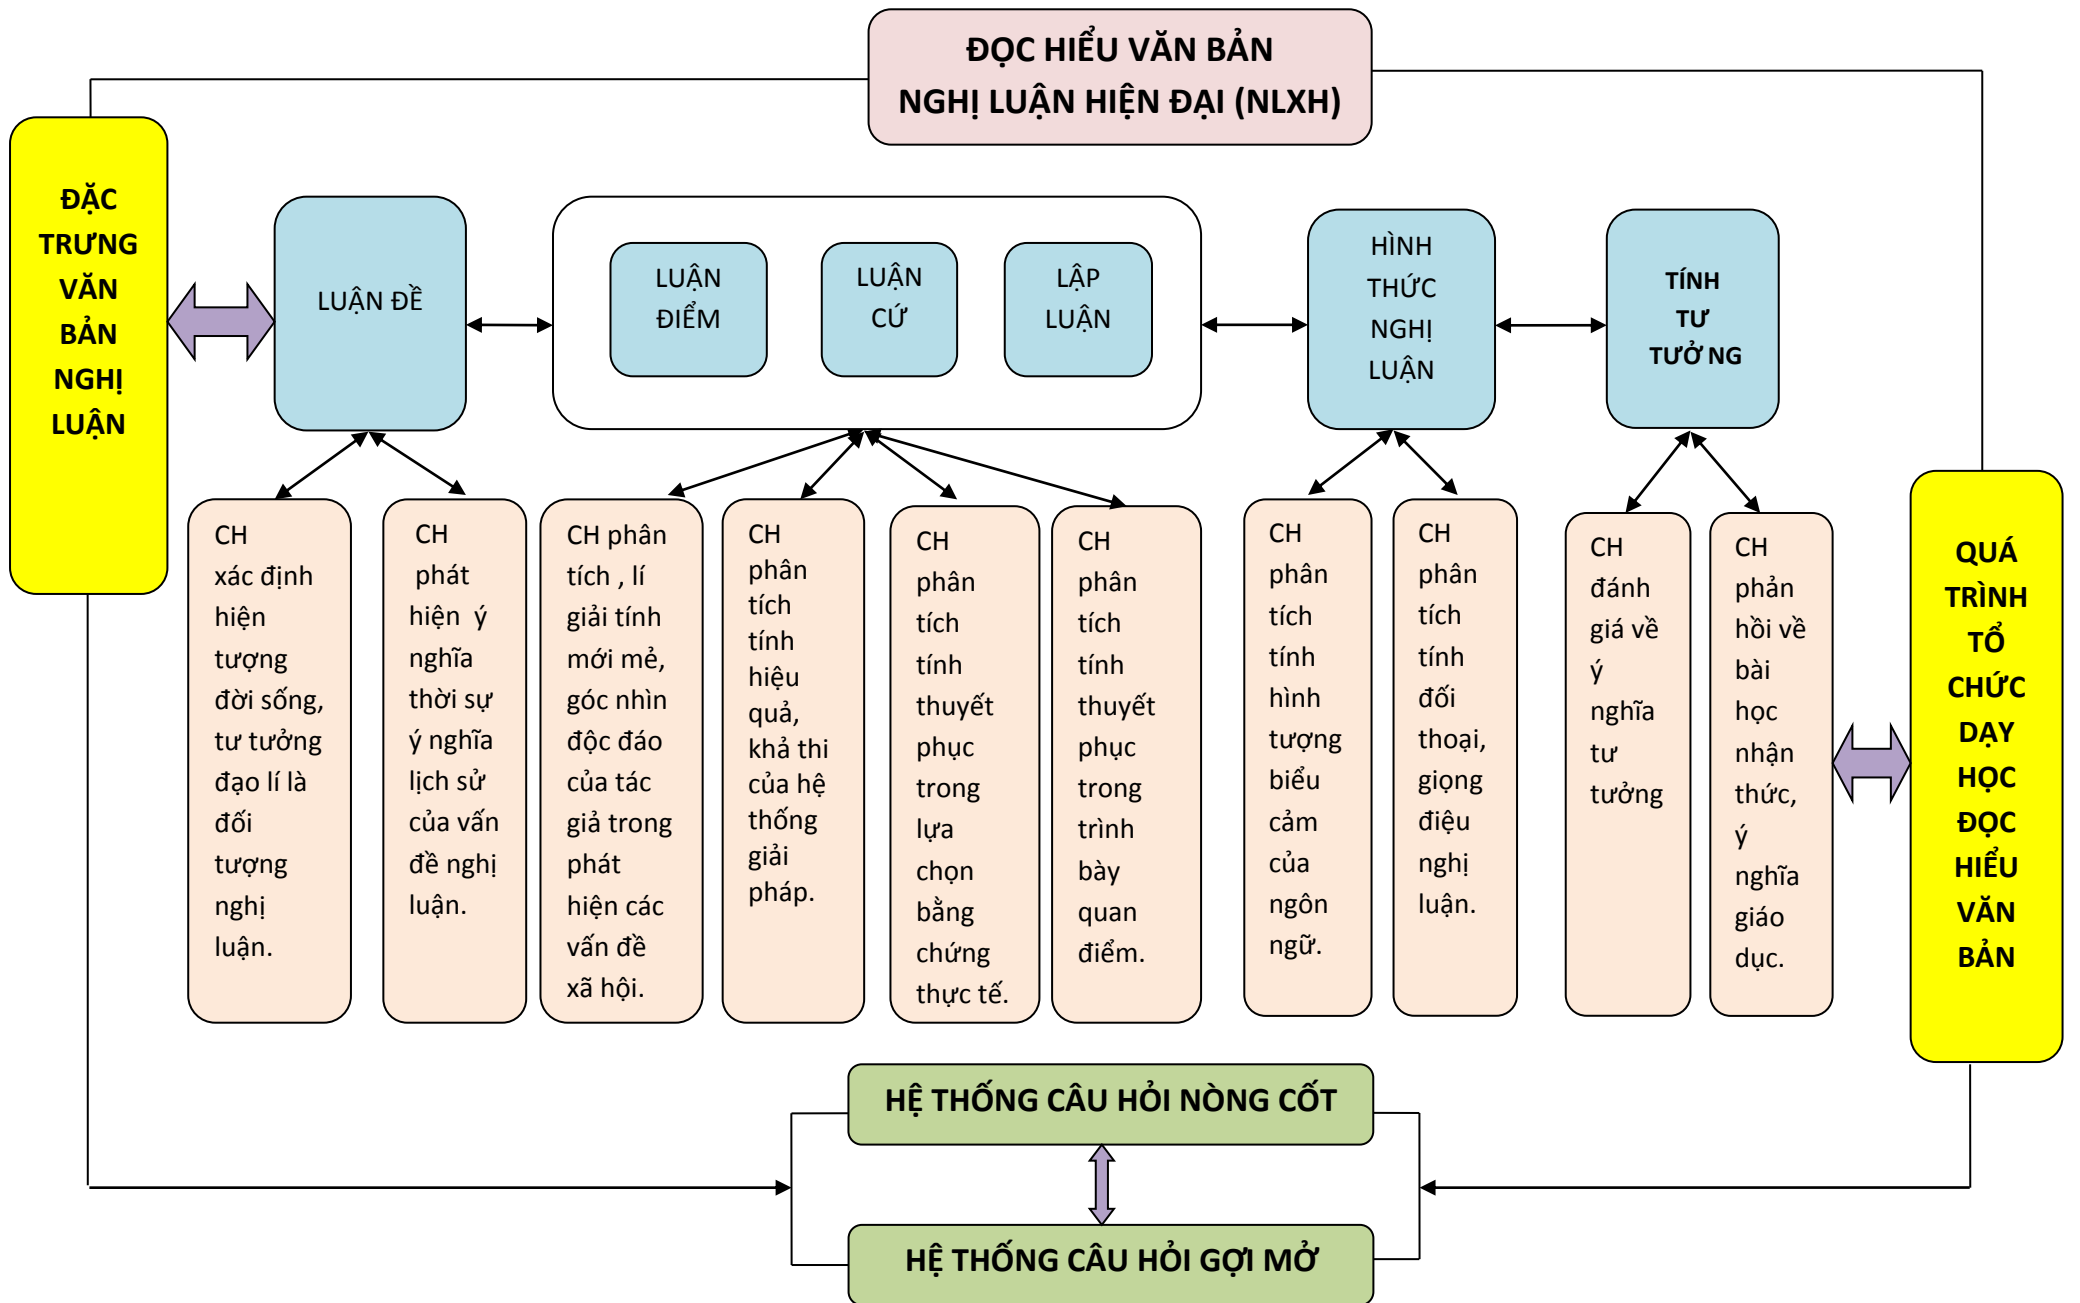 ĐỌC HIỂU VĂN BẢN
NGHỊ LUẬN HIỆN ĐẠI (NLXH)
ĐẶC
TRƯNG
VĂN
BẢN
NGHỊ
LUẬN
LUẬN ĐỀ
LUẬN
ĐIỂM
LUẬN
CỨ
LẬP
LUẬN
HÌNH
THỨC
NGHỊ
LUẬN
TÍNH
TƯ
TƯỞ NG
CH
xác định
hiện
tượng
đời sống,
tư tưởng
đạo lí là
đối
tượng
nghị
luận.
CH
phát
hiện ý
nghĩa
thời sự
ý nghĩa
lịch sử
của vấn
đề nghị
luận.
CH phân
tích , lí
giải tính
mới mẻ,
góc nhìn
độc đáo
của tác
giả trong
phát
hiện các
vấn đề
xã hội.
CH
phân
tích
tính
hiệu
quả,
khả thi
của hệ
thống
giải
pháp.
CH
phân
tích
tính
thuyết
phục
trong
lựa
chọn
bằng
chứng
thực tế.
CH
phân
tích
tính
thuyết
phục
trong
trình
bày
quan
điểm.
CH
phân
tích
tính
hình
tượng
biểu
cảm
của
ngôn
ngữ.
CH
phân
tích
tính
đối
thoại,
giọng
điệu
nghị
luận.
CH
đánh
giá về
ý
nghĩa
tư
tưởng
CH
phản
hồi về
bài
học
nhận
thức,
ý
nghĩa
giáo
dục.
QUÁ
TRÌNH
TỔ
CHỨC
DẠY
HỌC
ĐỌC
HIỂU
VĂN
BẢN
HỆ THỐNG CÂU HỎI NÒNG CỐT
HỆ THỐNG CÂU HỎI GỢI MỞ